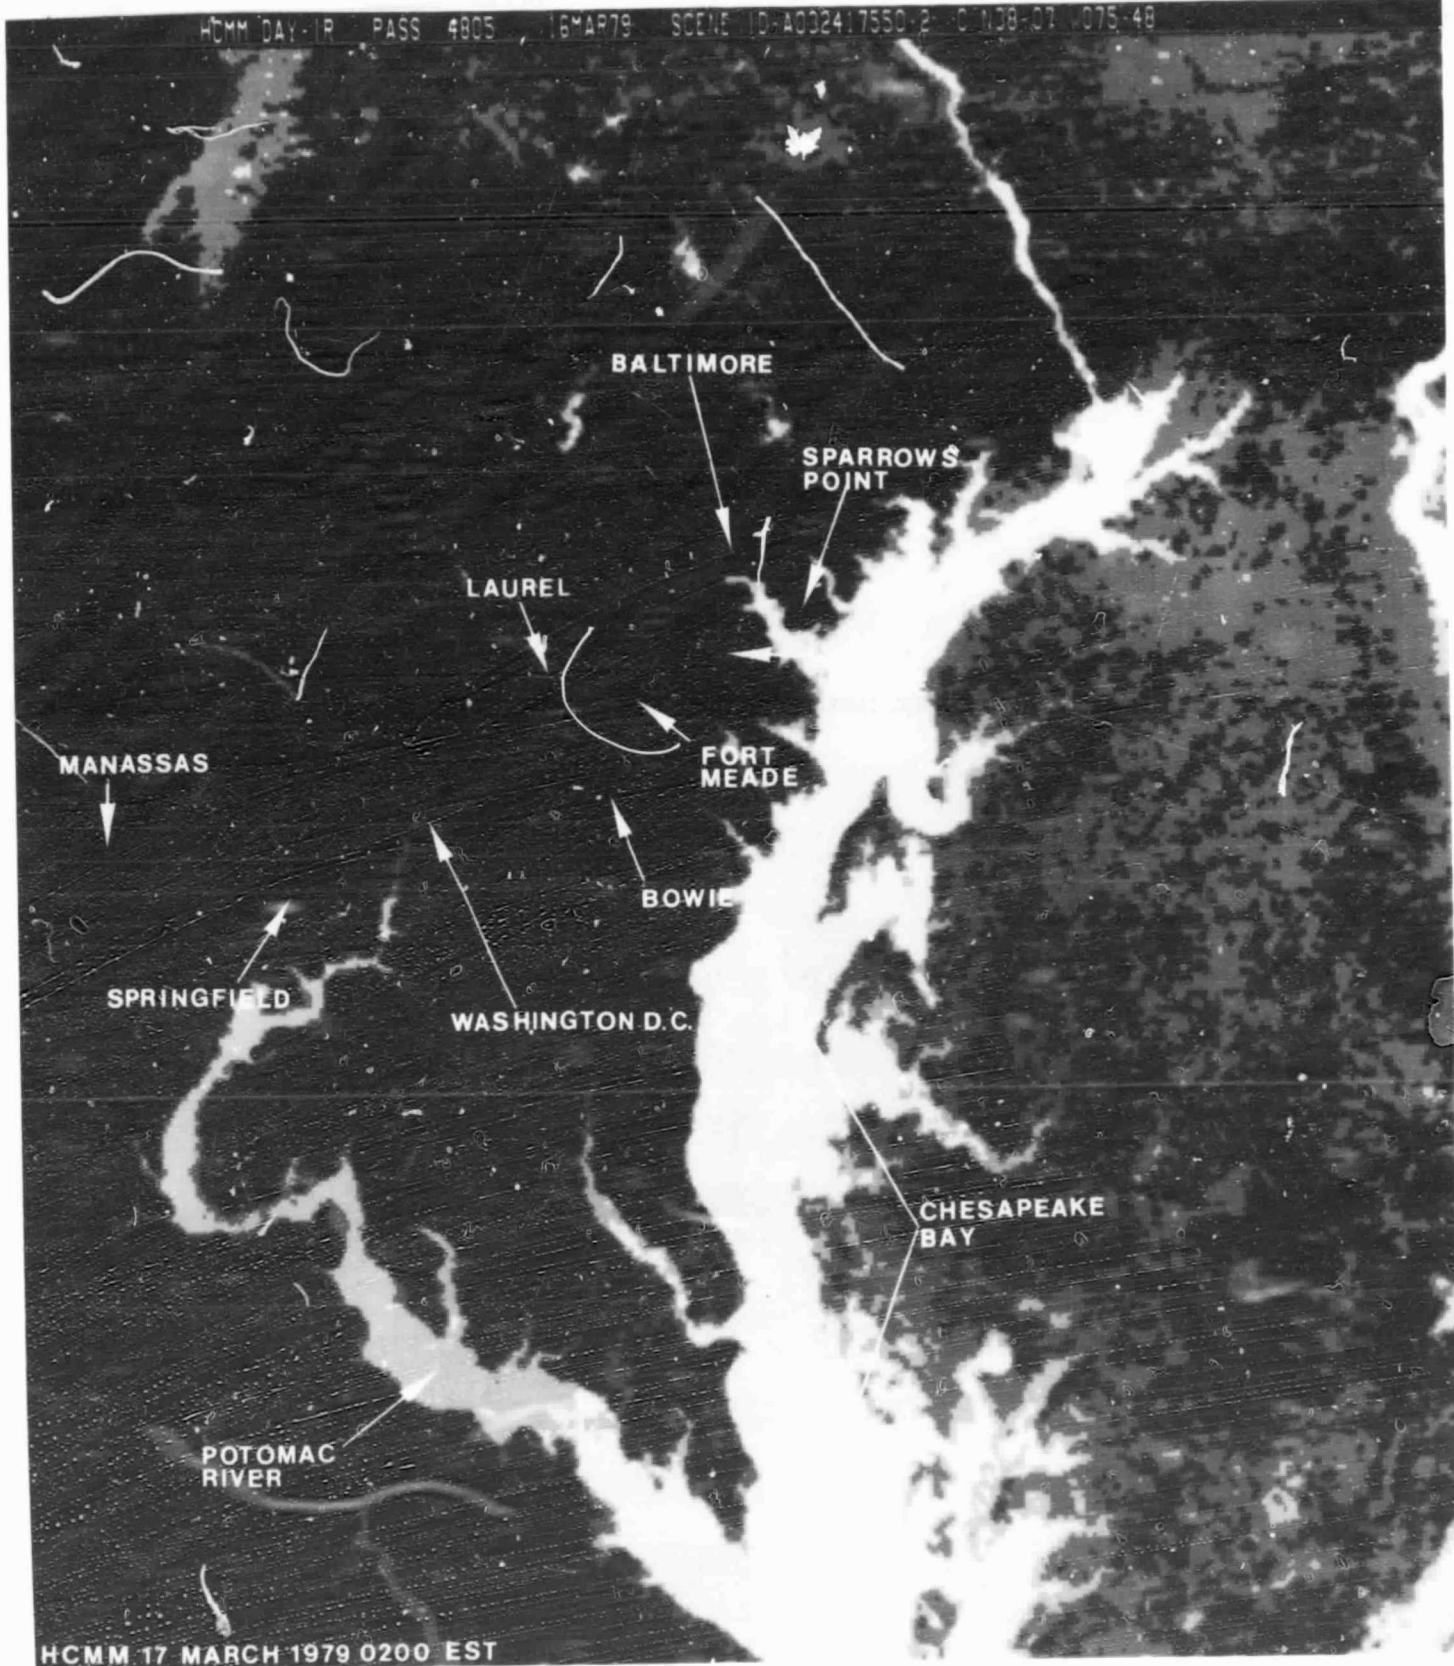 HCMM DAY-IR PASS 4805 16MAR79 SCENE ID-A032417550-2 C N38-07 W075-48
BALTIMORE
SPARROWS
POINT
LAUREL
MANASSAS
FORT
MEADE
BOWIE
SPRINGFIELD
WASHINGTON D.C.
CHESAPEAKE
BAY
POTOMAC
RIVER
HCMM 17 MARCH 1979 0200 EST